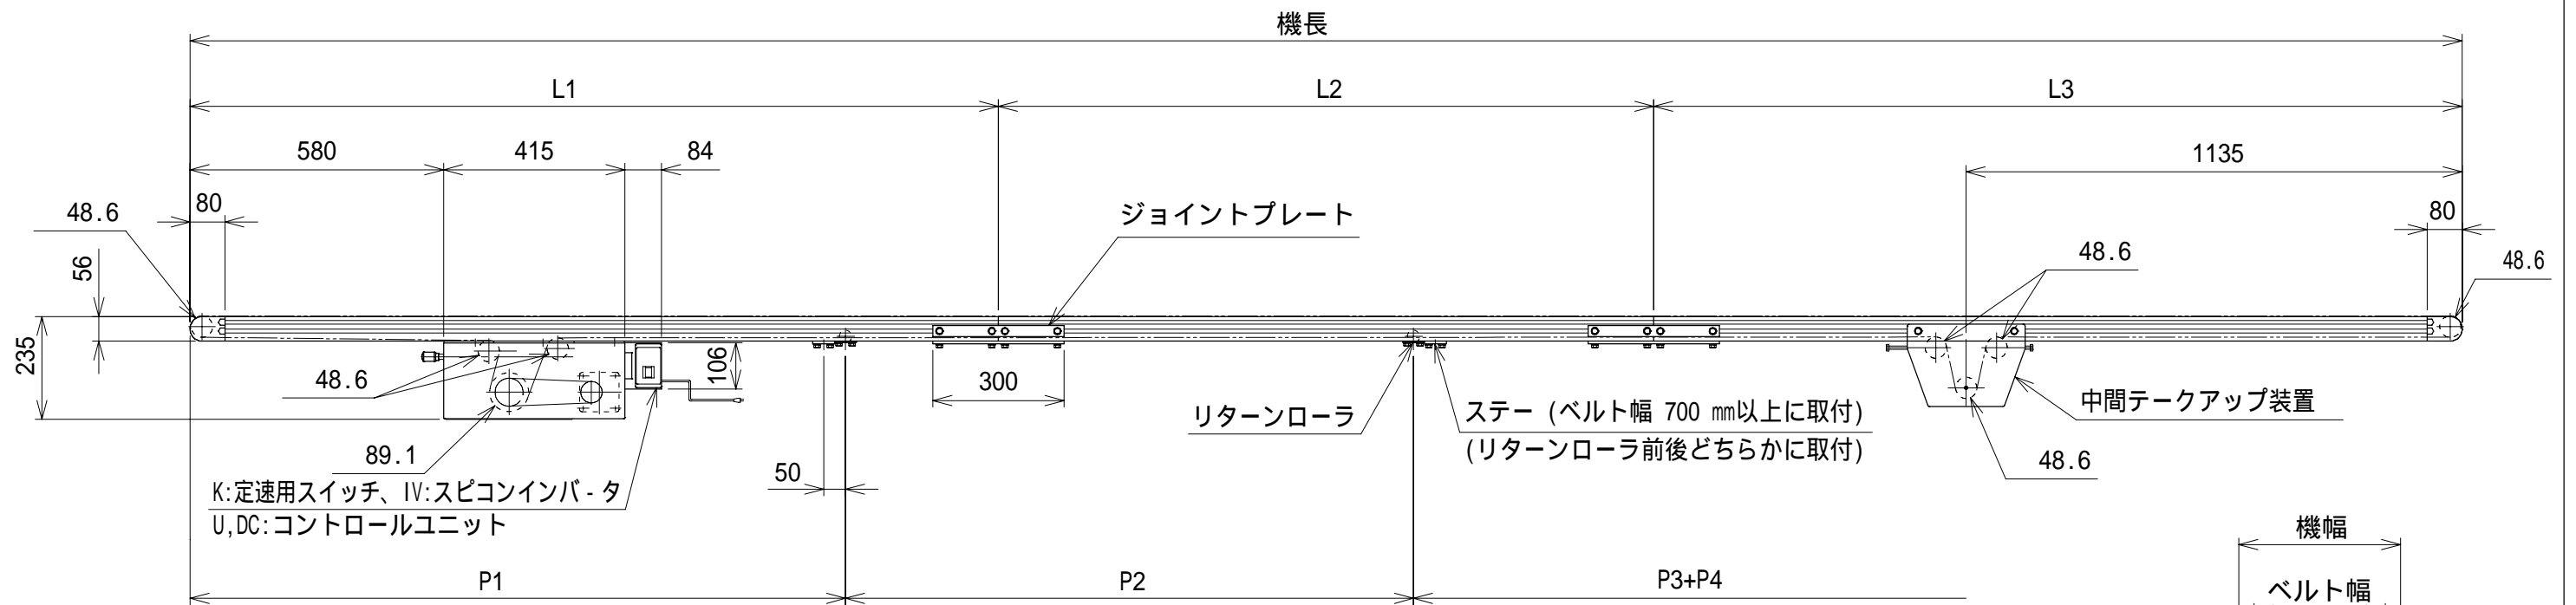 機長
L1
L2
L3
580
415
84
1135
48.6
80
ジョイントプレート
80
56
48.6
48.6
235
48.6
106
300
リターンローラ
ステー (ベルト幅 700 ㎜以上に取付)
(リターンローラ前後どちらかに取付)
中間テークアップ装置
89.1
50
48.6
K:定速用スイッチ、IV:スピコンインバ-タ
U,DC:コントロールユニット
機幅
P1
P2
P3+P4
ベルト幅